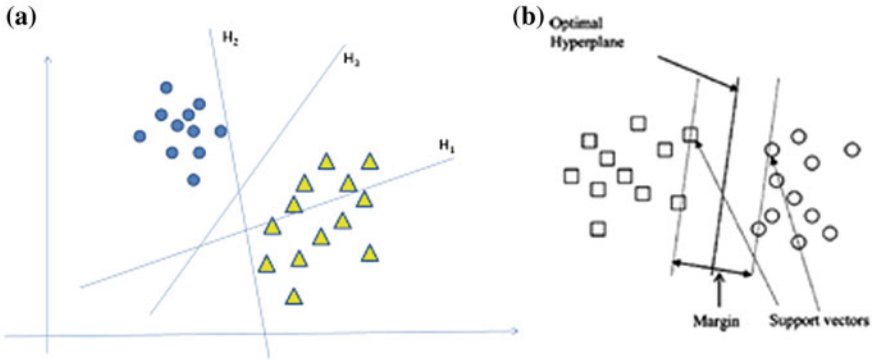 (a)
H₂
H₃
H₁
(b)
Optimal
Hyperplane
Margin
Support vectors